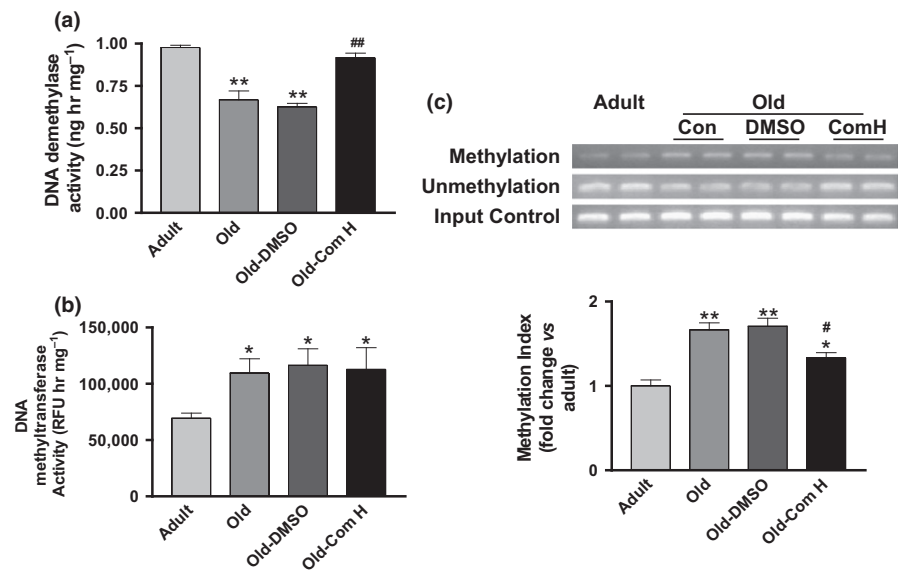 (a)
DNA demethylase
activity (ng hr mg⁻¹)
1.00
0.75
0.50
0.25
0.00
**
**
##
Adult
Old
Old-DMSO
Old-Com H
(b)
DNA
methyltransferase
Activity (RFU hr mg⁻¹)
150,000
100,000
50,000
0
*
*
*
Adult
Old
Old-DMSO
Old-Com H
(c)
Adult Old
Con DMSO ComH
Methylation
Unmethylation
Input Control
Methylation Index
(fold change vs
adult)
2
1
0
**
**
#
*
Adult
Old
Old-DMSO
Old-Com H